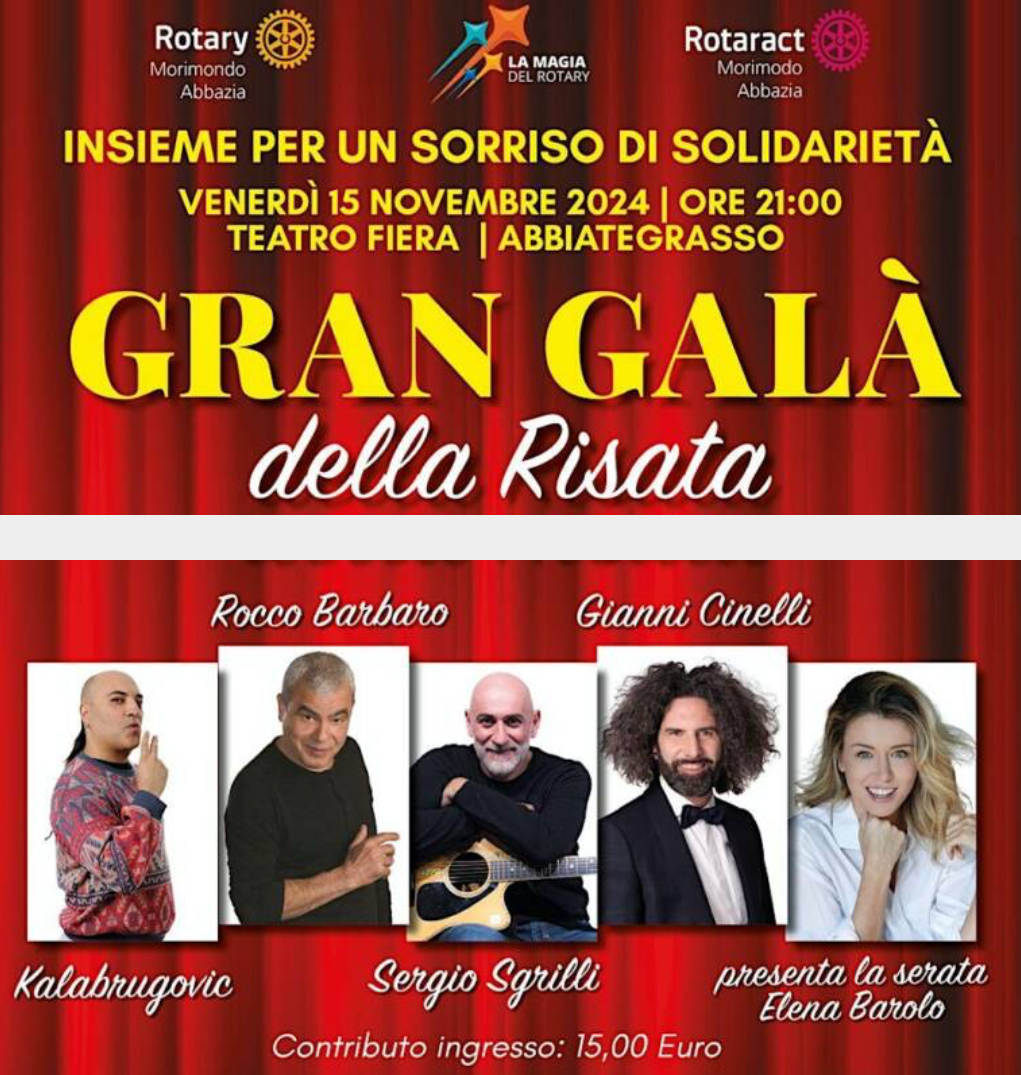 Rotary
Morimondo
Abbazia
LA MAGIA
DEL ROTARY
Rotaract
Morimodo
Abbazia
INSIEME PER UN SORRISO DI SOLIDARIETÀ
VENERDÌ 15 NOVEMBRE 2024 | ORE 21:00
TEATRO FIERA | ABBIATEGRASSO
GRAN GALÀ
della Risata
Rocco Barbaro
Gianni Cinelli
Kalabrugovic
Sergio Sgrilli
presenta la serata
Elena Barolo
Contributo ingresso: 15,00 Euro